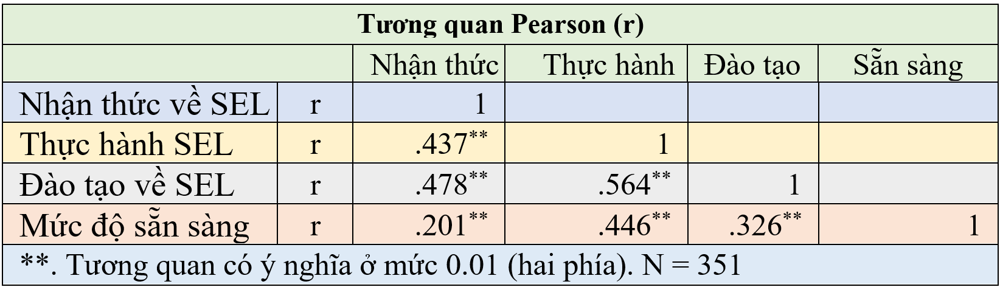 Tương quan Pearson (r)
Nhận thức Thực hành Đào tạo Sẵn sàng
Nhận thức về SEL r 1
Thực hành SEL r .437** 1
Đào tạo về SEL r .478** .564** 1
Mức độ sẵn sàng r .201** .446** .326** 1
**. Tương quan có ý nghĩa ở mức 0.01 (hai phía). N = 351